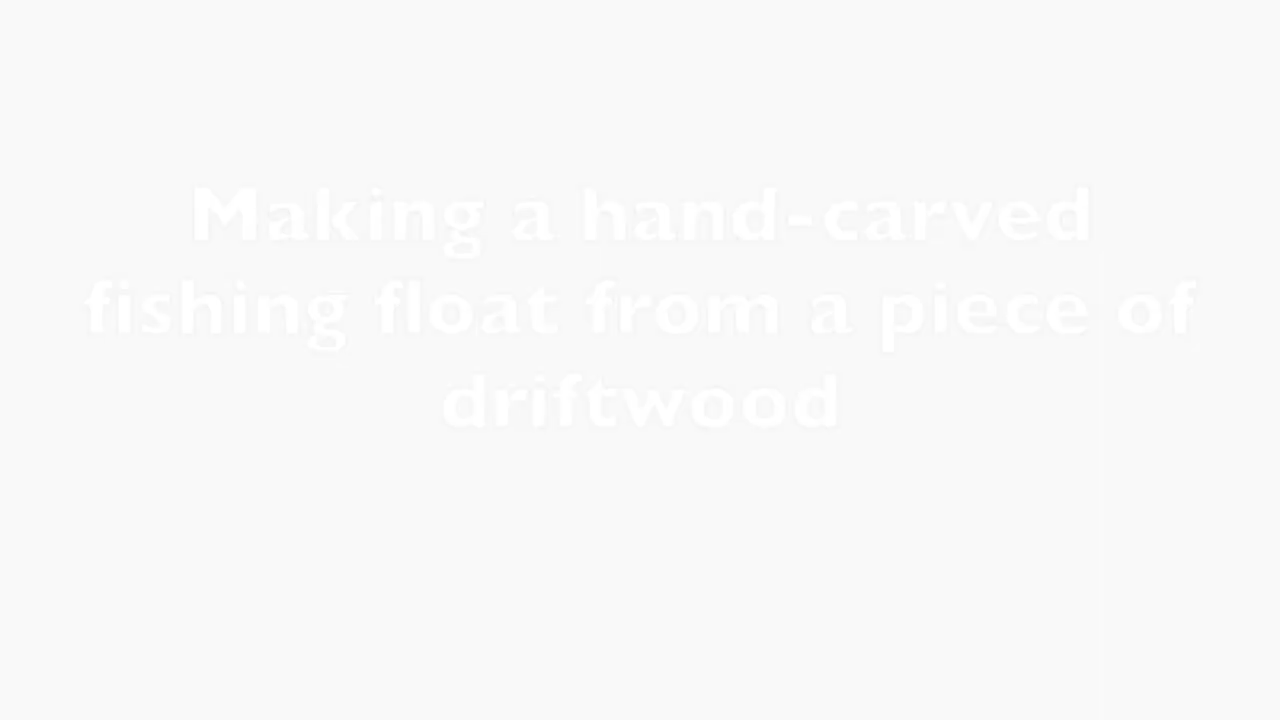 Making a hand-carved
fishing float from a piece of
driftwood